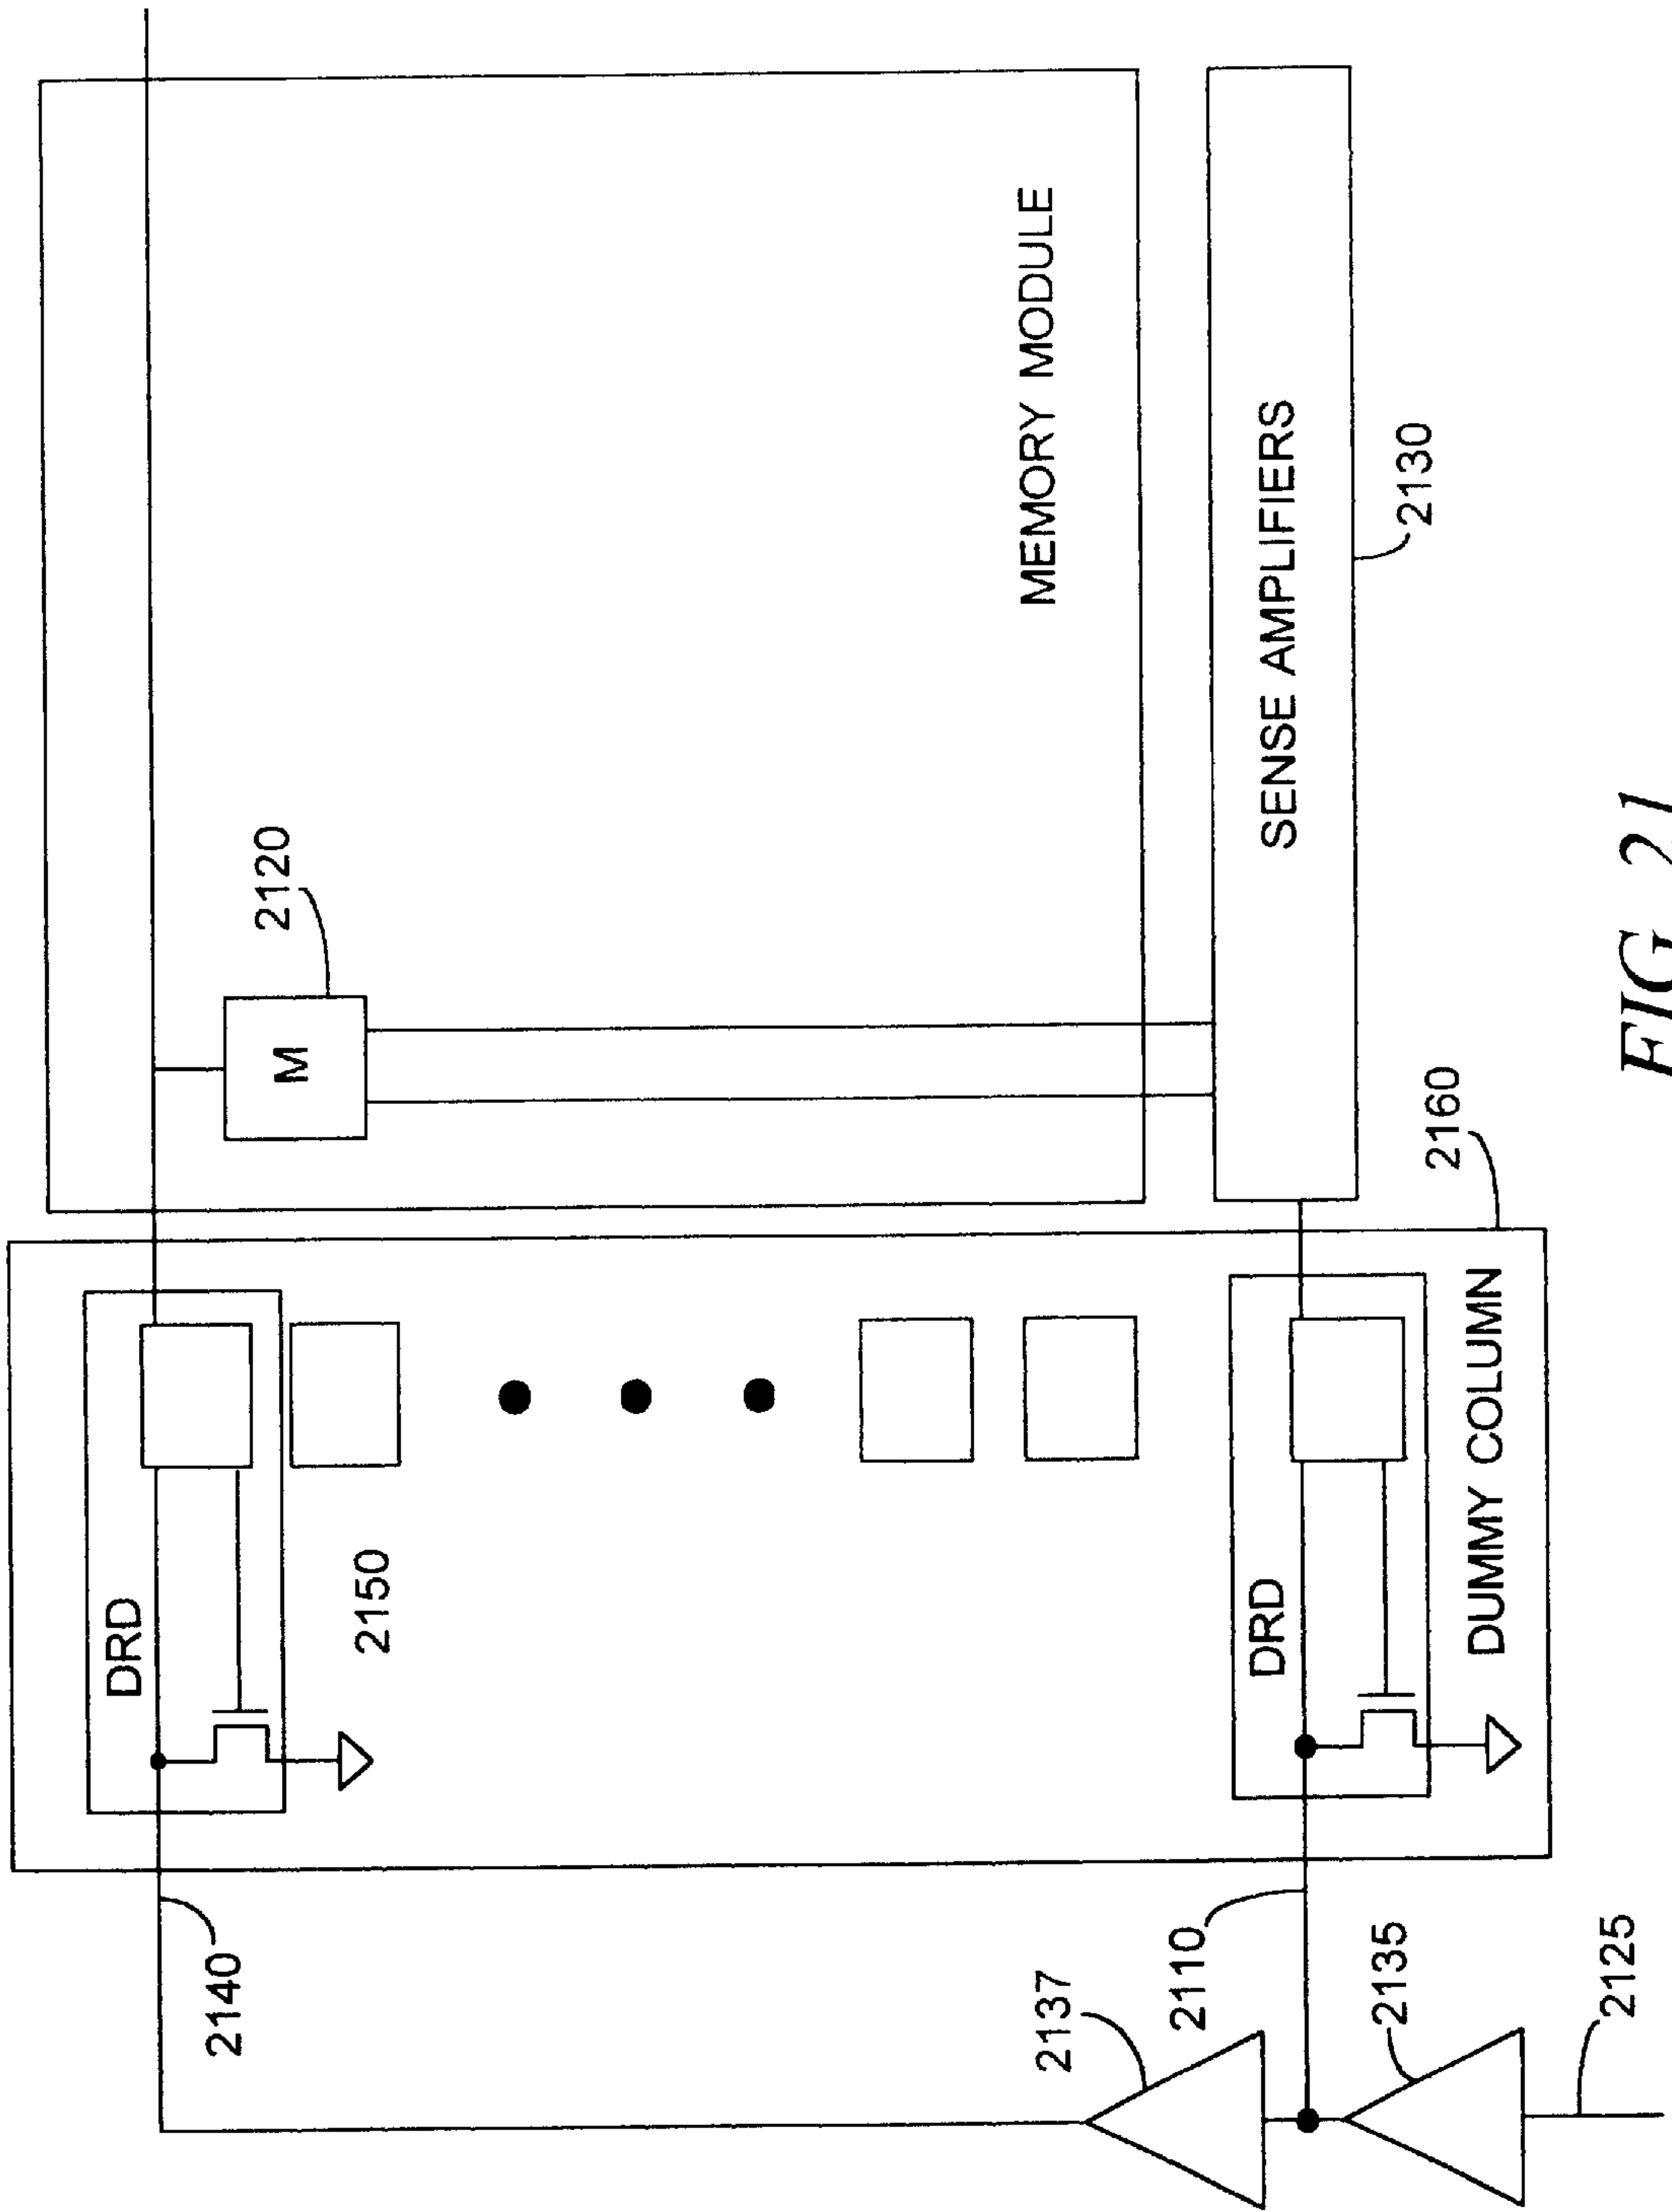 2140
DRD
2150
2120
M
MEMORY MODULE
2137
2110
2135
2125
DRD
DUMMY COLUMN
2160
SENSE AMPLIFIERS
2130
FIG. 21